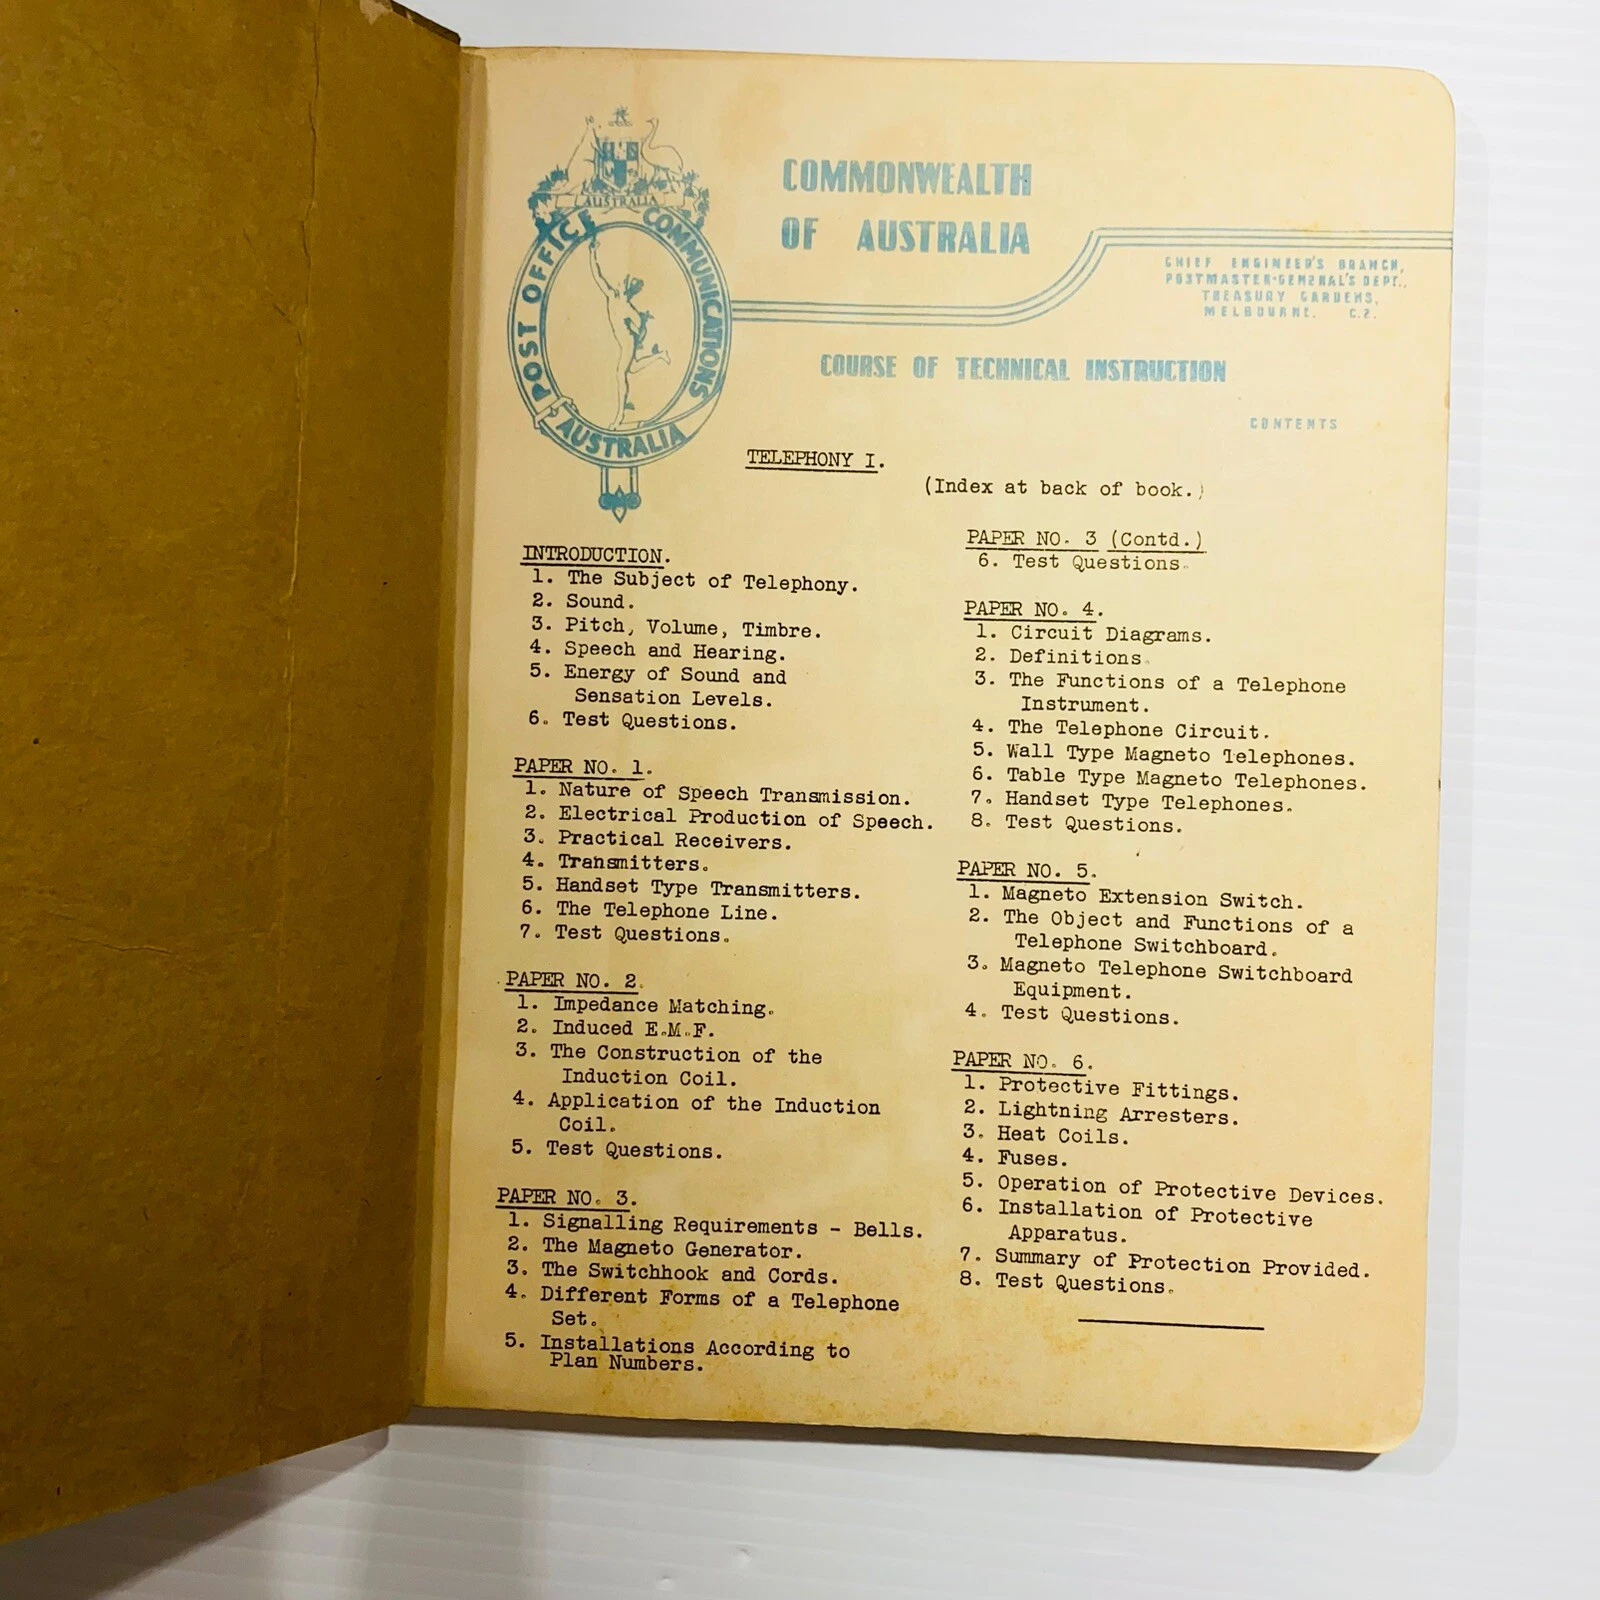 AUSTRALIA
POST OFFICE COMMUNICATIONS
AUSTRALIA
COMMONWEALTH
OF AUSTRALIA
CHIEF ENGINEER'S BRANCH,
POSTMASTER-GENERAL'S DEPT.,
TREASURY GARDENS,
MELBOURNE. C.2.
COURSE OF TECHNICAL INSTRUCTION
CONTENTS
TELEPHONY I.
(Index at back of book.)
INTRODUCTION.
1. The Subject of Telephony.
2. Sound.
3. Pitch, Volume, Timbre.
4. Speech and Hearing.
5. Energy of Sound and
Sensation Levels.
6. Test Questions.
PAPER NO. 1.
1. Nature of Speech Transmission.
2. Electrical Production of Speech.
3. Practical Receivers.
4. Transmitters.
5. Handset Type Transmitters.
6. The Telephone Line.
7. Test Questions.
PAPER NO. 2.
1. Impedance Matching.
2. Induced E.M.F.
3. The Construction of the
Induction Coil.
4. Application of the Induction
Coil.
5. Test Questions.
PAPER NO. 3.
1. Signalling Requirements - Bells.
2. The Magneto Generator.
3. The Switchhook and Cords.
4. Different Forms of a Telephone
Set.
5. Installations According to
Plan Numbers.
PAPER NO. 3 (Contd.)
6. Test Questions.
PAPER NO. 4.
1. Circuit Diagrams.
2. Definitions.
3. The Functions of a Telephone
Instrument.
4. The Telephone Circuit.
5. Wall Type Magneto Telephones.
6. Table Type Magneto Telephones.
7. Handset Type Telephones.
8. Test Questions.
PAPER NO. 5.
1. Magneto Extension Switch.
2. The Object and Functions of a
Telephone Switchboard.
3. Magneto Telephone Switchboard
Equipment.
4. Test Questions.
PAPER NO. 6.
1. Protective Fittings.
2. Lightning Arresters.
3. Heat Coils.
4. Fuses.
5. Operation of Protective Devices.
6. Installation of Protective
Apparatus.
7. Summary of Protection Provided.
8. Test Questions.